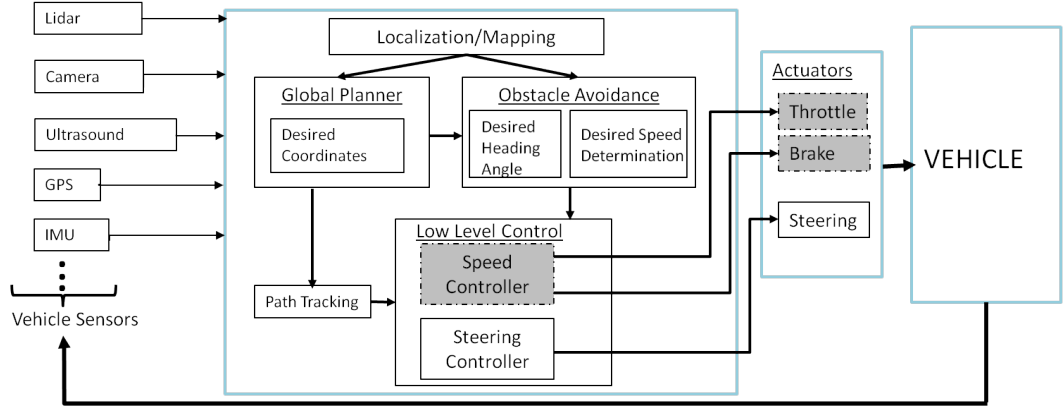 Lidar
Camera
Ultrasound
GPS
IMU
Vehicle Sensors
Localization/Mapping
Global Planner
Desired
Coordinates
Obstacle Avoidance
Desired
Heading
Angle
Desired Speed
Determination
Path Tracking
Low Level Control
Speed
Controller
Steering
Controller
Actuators
Throttle
Brake
Steering
VEHICLE